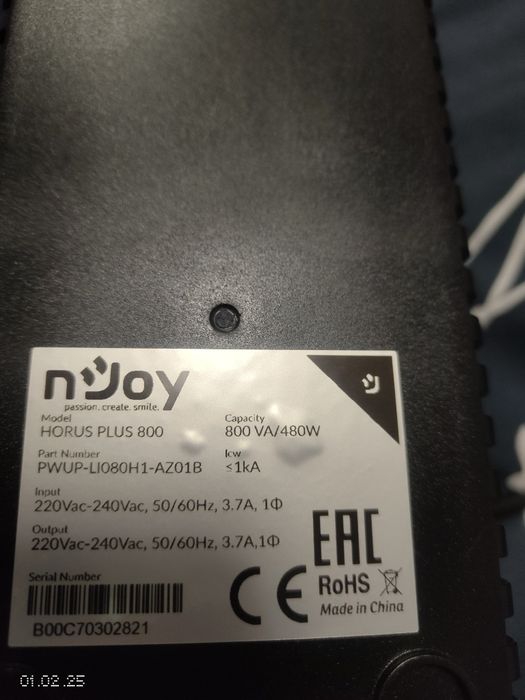 nJoy
passion. create. smile.
Model
HORUS PLUS 800
Capacity
800 VA/480W
Part Number
PWUP-LI080H1-AZ01B
Icw
≤1kA
Input
220Vac-240Vac, 50/60Hz, 3.7A, 1Φ
Output
220Vac-240Vac, 50/60Hz, 3.7A,1Φ
Serial Number
B00C70302821
CE
EAC
RoHS
Made in China
01.02.25